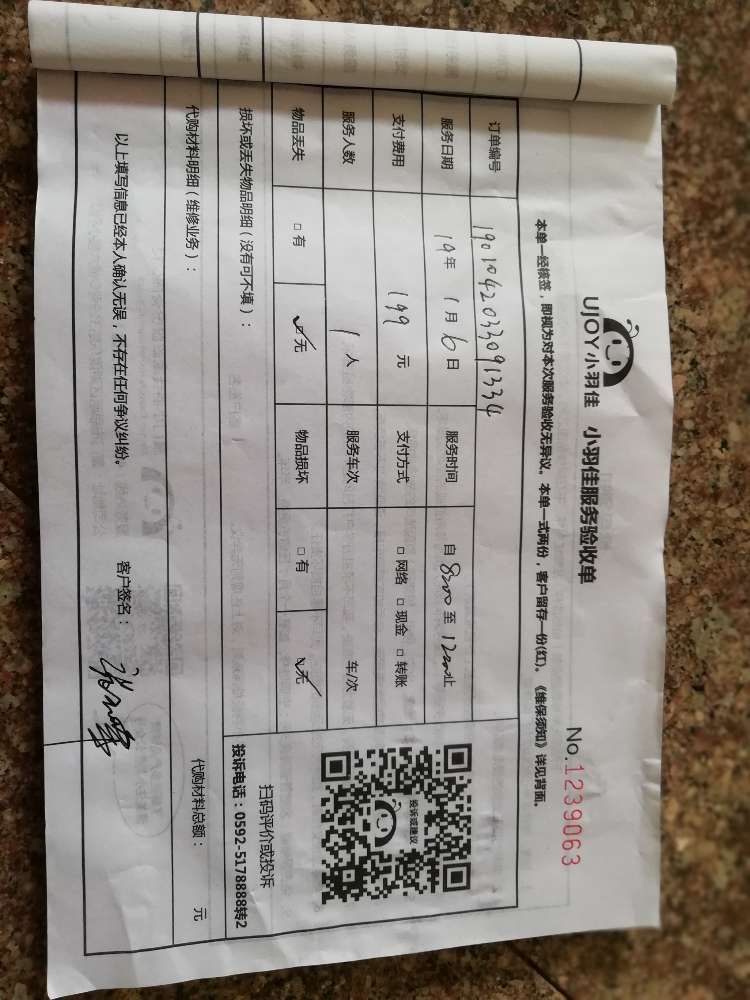 UJOY小羽佳 小羽佳服务验收单
No.1239063
本单一经核签，即视为对本次服务验收无异议。本单一式两份，客户留存一份(红)。《维保须知》详见背面。
订单编号 1901042033091334
服务日期 19年 1月 6日 服务时间 自 8:00 至 12:00止
支付费用 199 元 支付方式 □ 网络 □ 现金 □ 转账
服务人数 1 人 服务车次 车/次
物品丢失 □ 有 □ 无 物品损坏 □ 有 □ 无
投诉或建议
扫码评价或投诉
投诉电话：0592-5178888转2
损坏或丢失物品明细（没有可不填）：
代购材料明细（维修业务）： 代购材料总额： 元
以上填写信息已经本人确认无误，不存在任何争议纠纷。 客户签名：